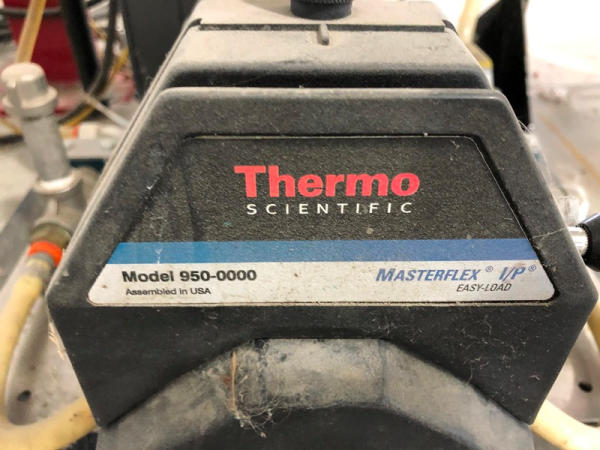 Thermo
SCIENTIFIC
Model 950-0000
Assembled in USA
MASTERFLEX® I/P®
EASY-LOAD